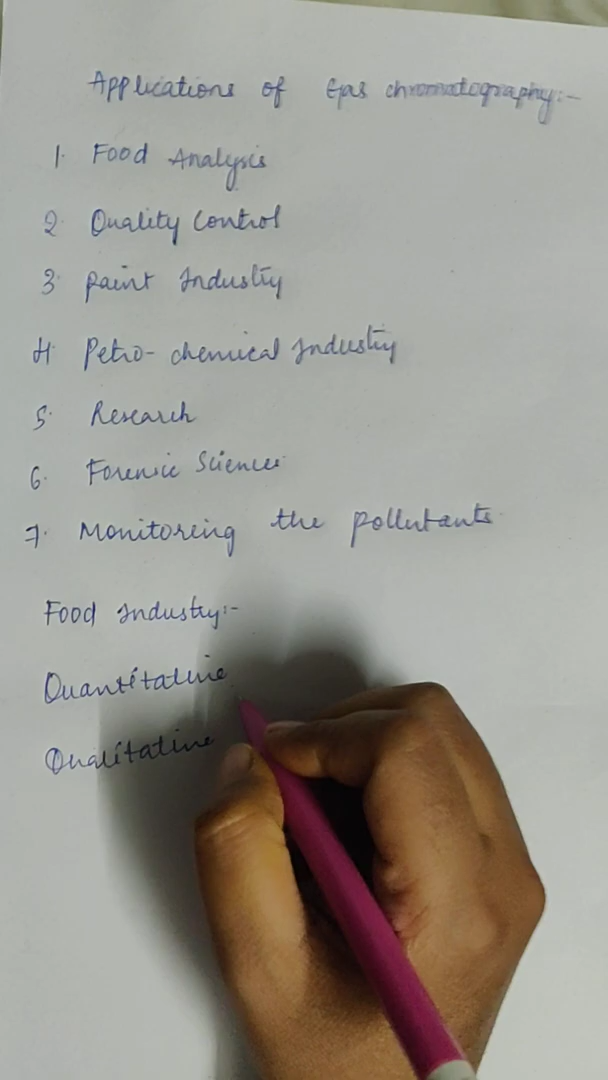 Applications of Gas chromatography:-
1. Food Analysis
2. Quality Control
3. paint Industry
4. Petro-chemical Industry
5. Research
6. Forensic Sciences
7. Monitoring the pollutants
Food Industry:-
Quantitative
Qualitative